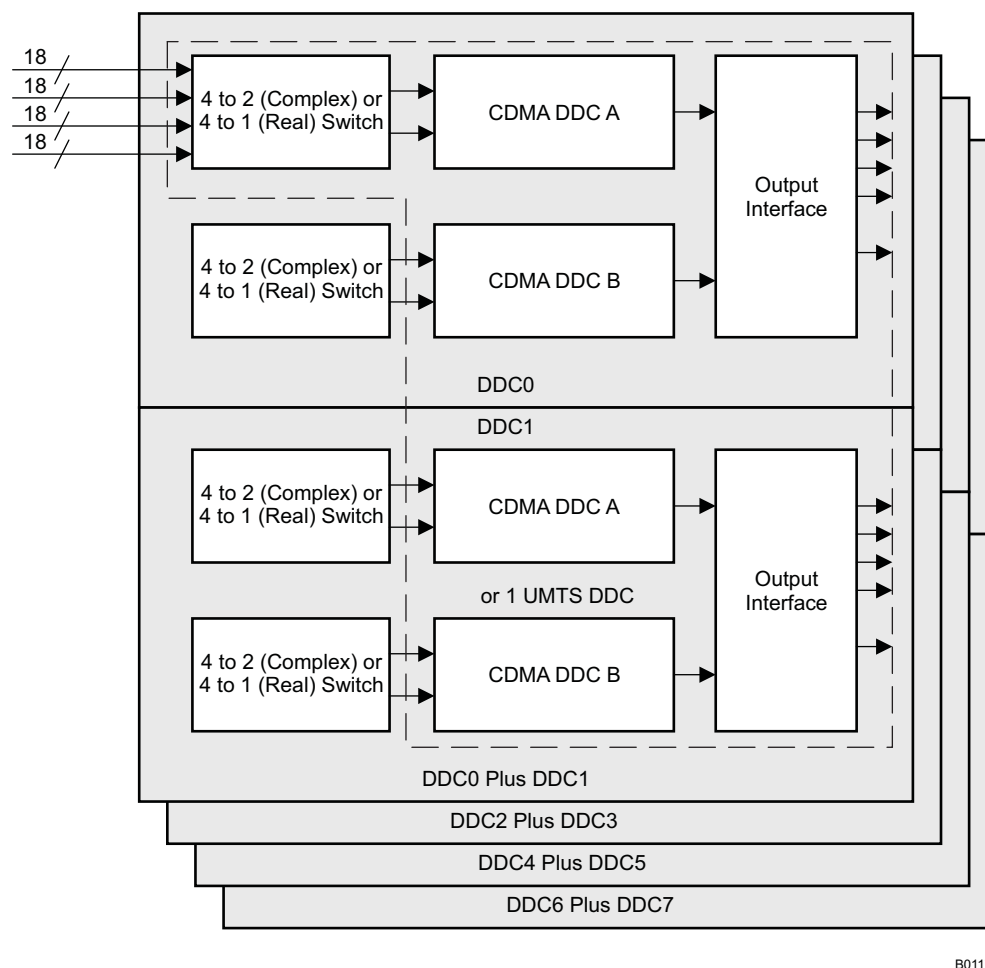 18
18
18
18
4 to 2 (Complex) or
4 to 1 (Real) Switch
CDMA DDC A
Output
Interface
4 to 2 (Complex) or
4 to 1 (Real) Switch
CDMA DDC B
DDC0
DDC1
4 to 2 (Complex) or
4 to 1 (Real) Switch
CDMA DDC A
or 1 UMTS DDC
Output
Interface
4 to 2 (Complex) or
4 to 1 (Real) Switch
CDMA DDC B
DDC0 Plus DDC1
DDC2 Plus DDC3
DDC4 Plus DDC5
DDC6 Plus DDC7
B011